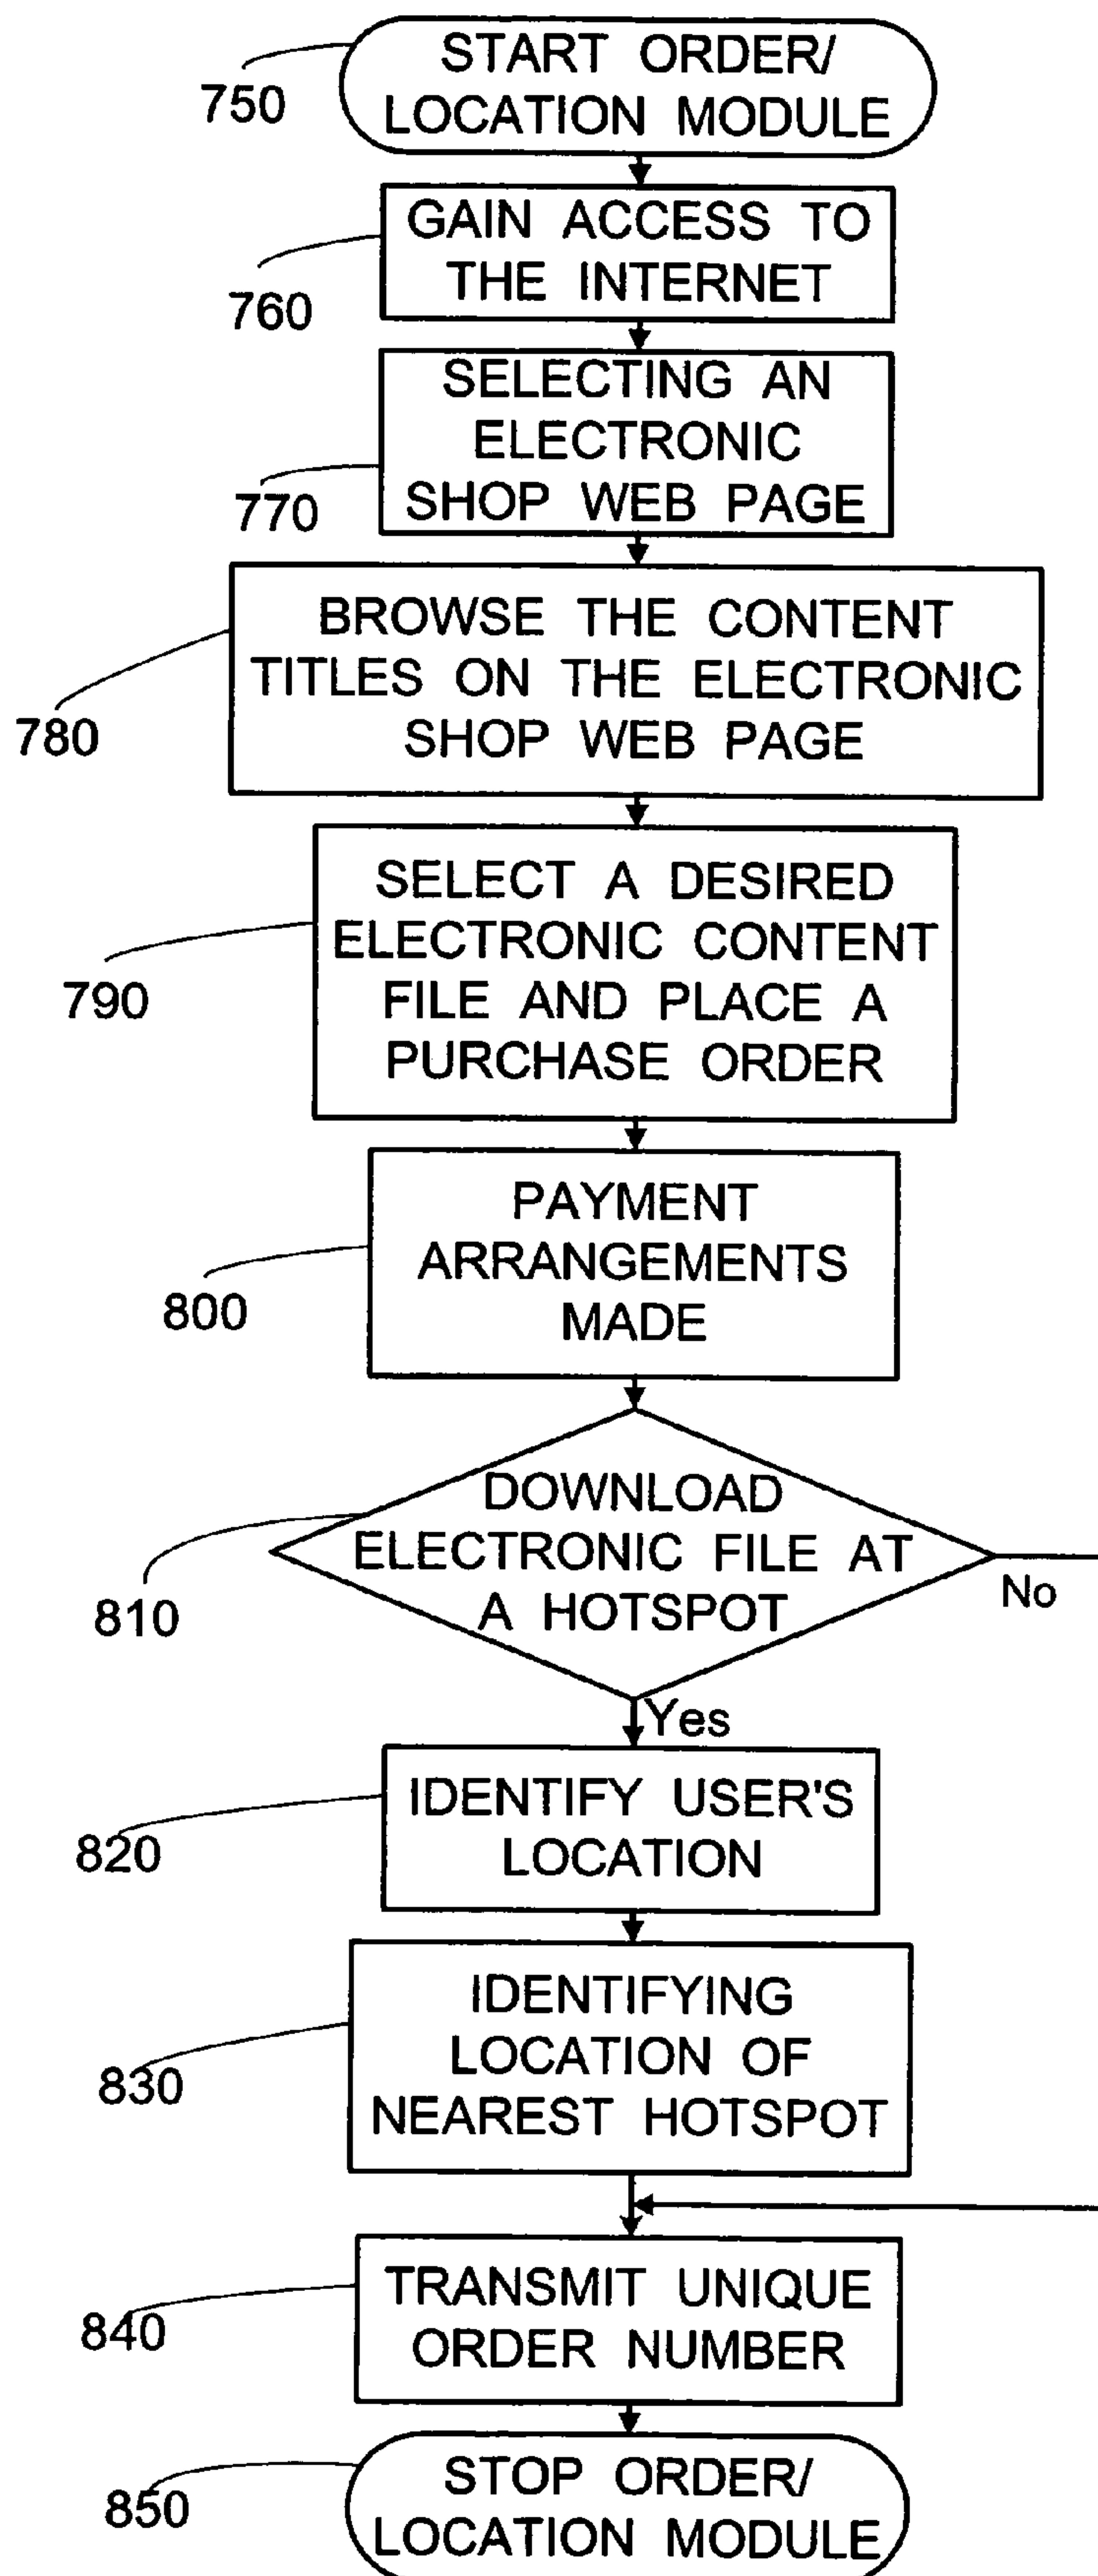 START ORDER/
LOCATION MODULE
750
GAIN ACCESS TO
THE INTERNET
760
SELECTING AN
ELECTRONIC
SHOP WEB PAGE
770
BROWSE THE CONTENT
TITLES ON THE ELECTRONIC
SHOP WEB PAGE
780
SELECT A DESIRED
ELECTRONIC CONTENT
FILE AND PLACE A
PURCHASE ORDER
790
PAYMENT
ARRANGEMENTS
MADE
800
DOWNLOAD
ELECTRONIC FILE AT
A HOTSPOT
810
No
Yes
IDENTIFY USER'S
LOCATION
820
IDENTIFYING
LOCATION OF
NEAREST HOTSPOT
830
TRANSMIT UNIQUE
ORDER NUMBER
840
STOP ORDER/
LOCATION MODULE
850